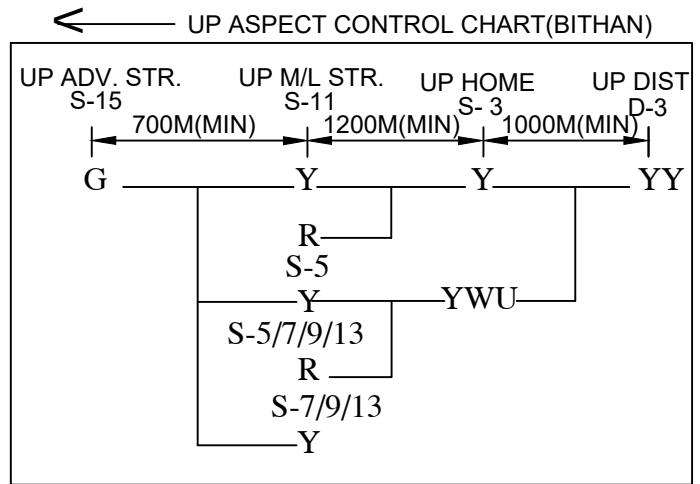 UP ASPECT CONTROL CHART(BITHAN)
UP ADV. STR. UP M/L STR. UP HOME UP DIST
S-15 S-11 S- 3 D-3
700M(MIN) 1200M(MIN) 1000M(MIN)
G Y Y YY
R
S-5
Y YWU
S-5/7/9/13
R
S-7/9/13
Y